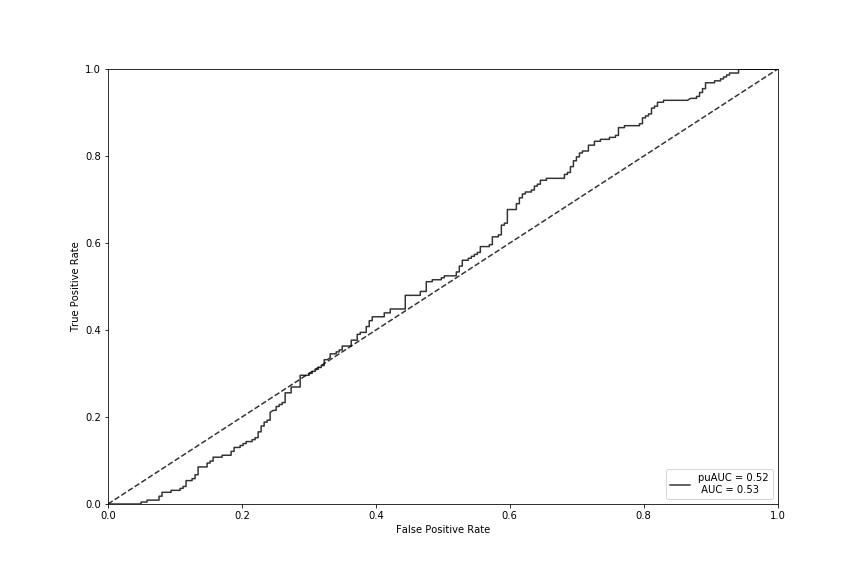 1.0
0.8
0.6
0.4
0.2
0.0
True Positive Rate
puAUC = 0.52
AUC = 0.53
0.0 0.2 0.4 0.6 0.8 1.0
False Positive Rate